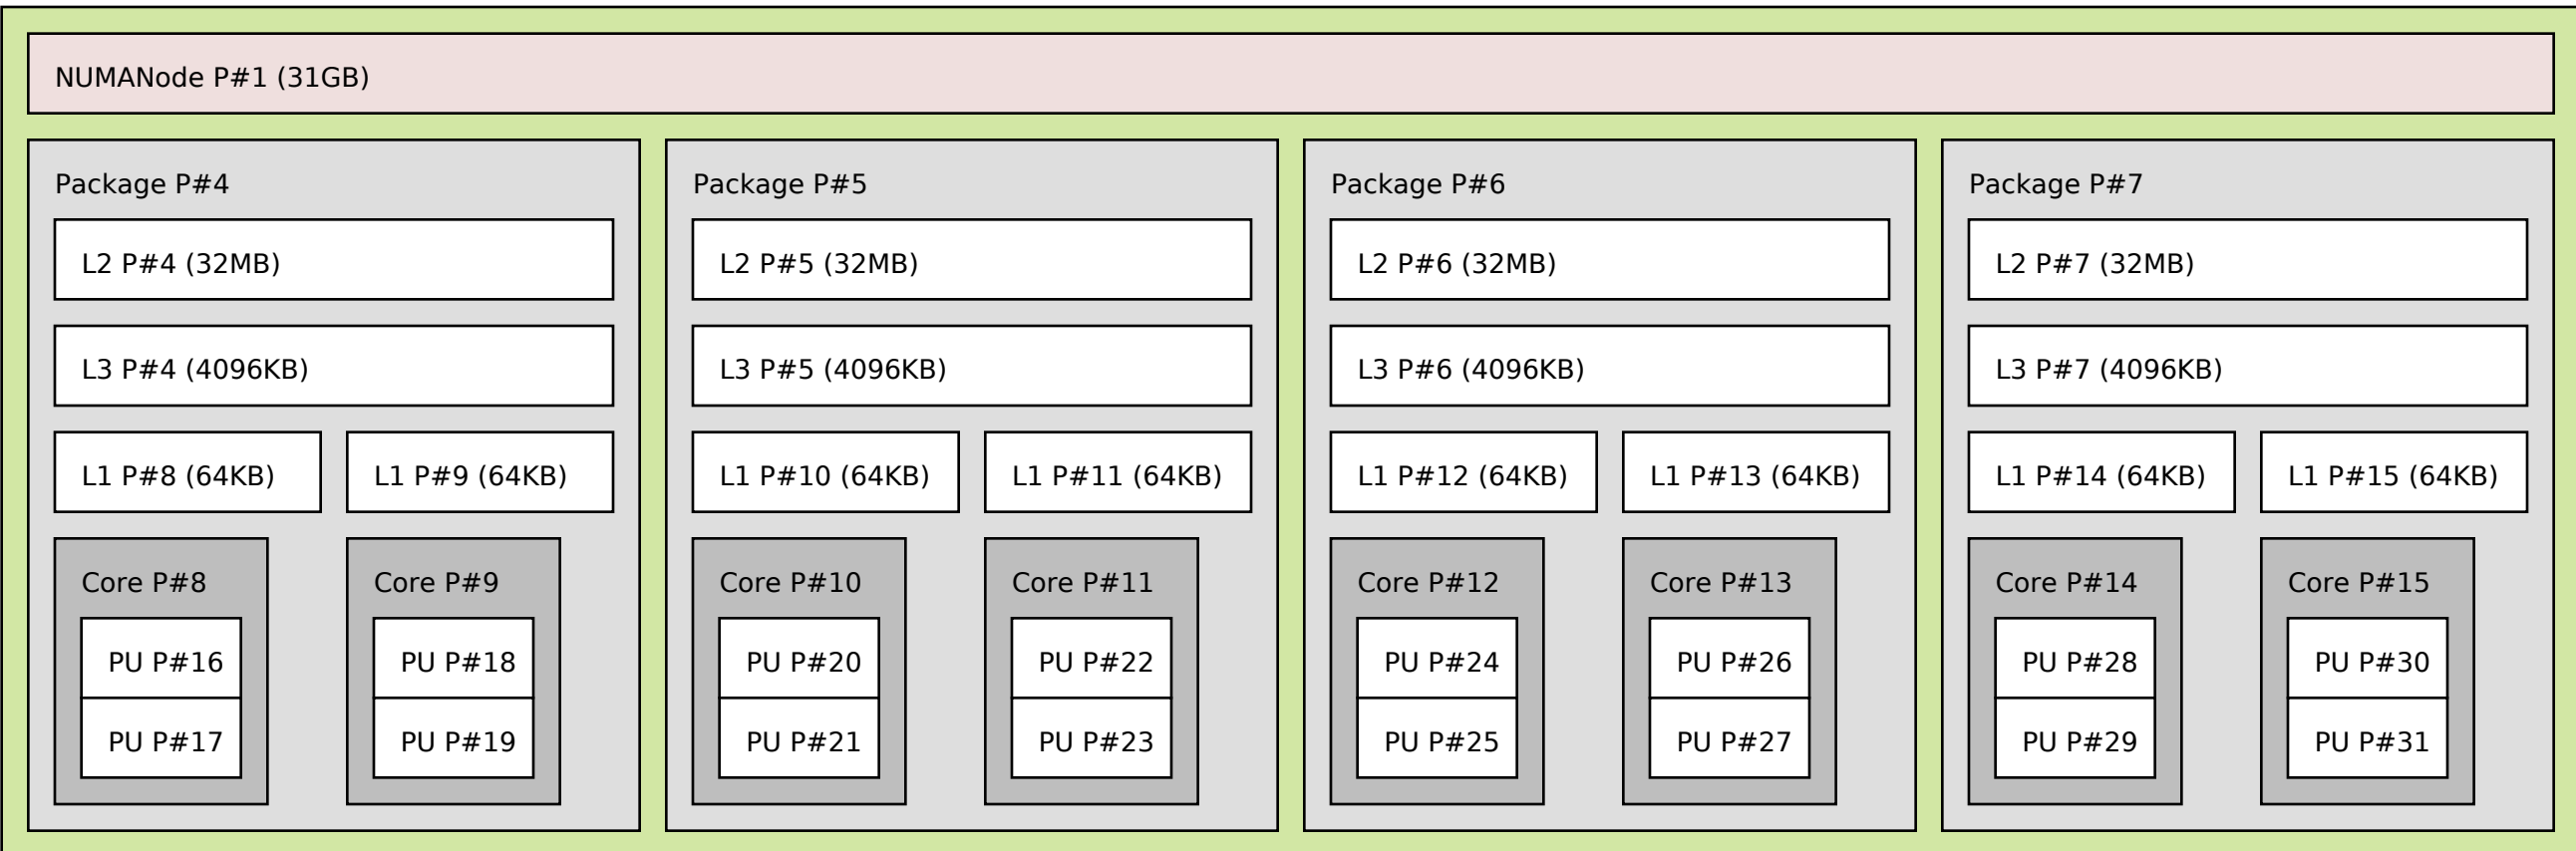 NUMANode P#1 (31GB)
Package P#4
L2 P#4 (32MB)
L3 P#4 (4096KB)
L1 P#8 (64KB)
L1 P#9 (64KB)
Core P#8
PU P#16
PU P#17
Core P#9
PU P#18
PU P#19
Package P#5
L2 P#5 (32MB)
L3 P#5 (4096KB)
L1 P#10 (64KB)
L1 P#11 (64KB)
Core P#10
PU P#20
PU P#21
Core P#11
PU P#22
PU P#23
Package P#6
L2 P#6 (32MB)
L3 P#6 (4096KB)
L1 P#12 (64KB)
L1 P#13 (64KB)
Core P#12
PU P#24
PU P#25
Core P#13
PU P#26
PU P#27
Package P#7
L2 P#7 (32MB)
L3 P#7 (4096KB)
L1 P#14 (64KB)
L1 P#15 (64KB)
Core P#14
PU P#28
PU P#29
Core P#15
PU P#30
PU P#31